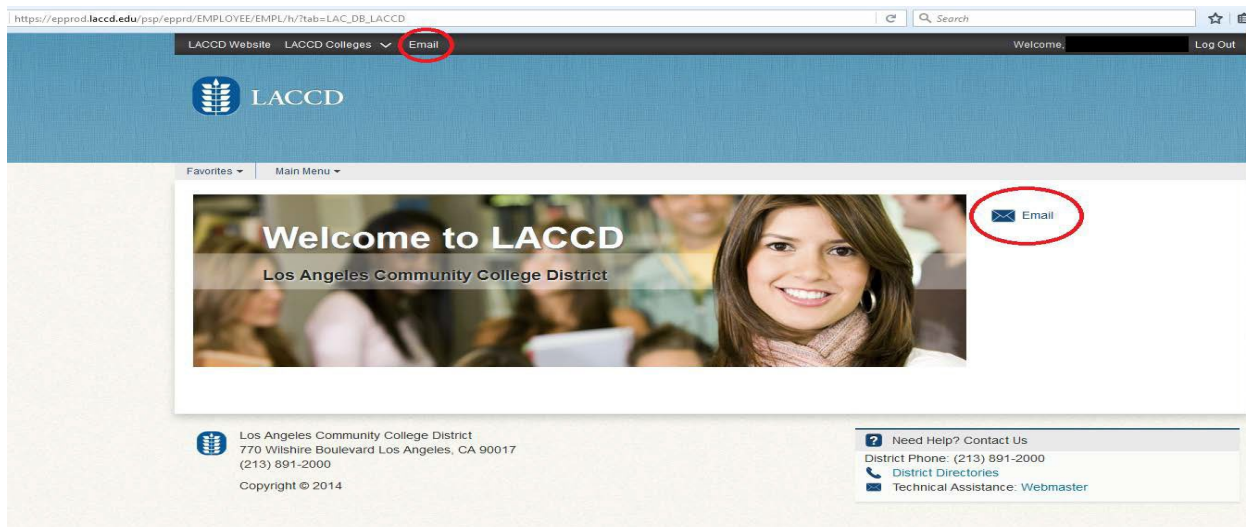 https://epprod.laccd.edu/psp/epprd/EMPLOYEE/EMPL/h/?tab=LAC_DB_LACCD
Search
LACCD Website LACCD Colleges Email Welcome, Log Out
LACCD
Favorites Main Menu
Welcome to LACCD
Los Angeles Community College District
Email
Los Angeles Community College District
770 Wilshire Boulevard Los Angeles, CA 90017
(213) 891-2000
Copyright © 2014
? Need Help? Contact Us
District Phone: (213) 891-2000
District Directories
Technical Assistance: Webmaster